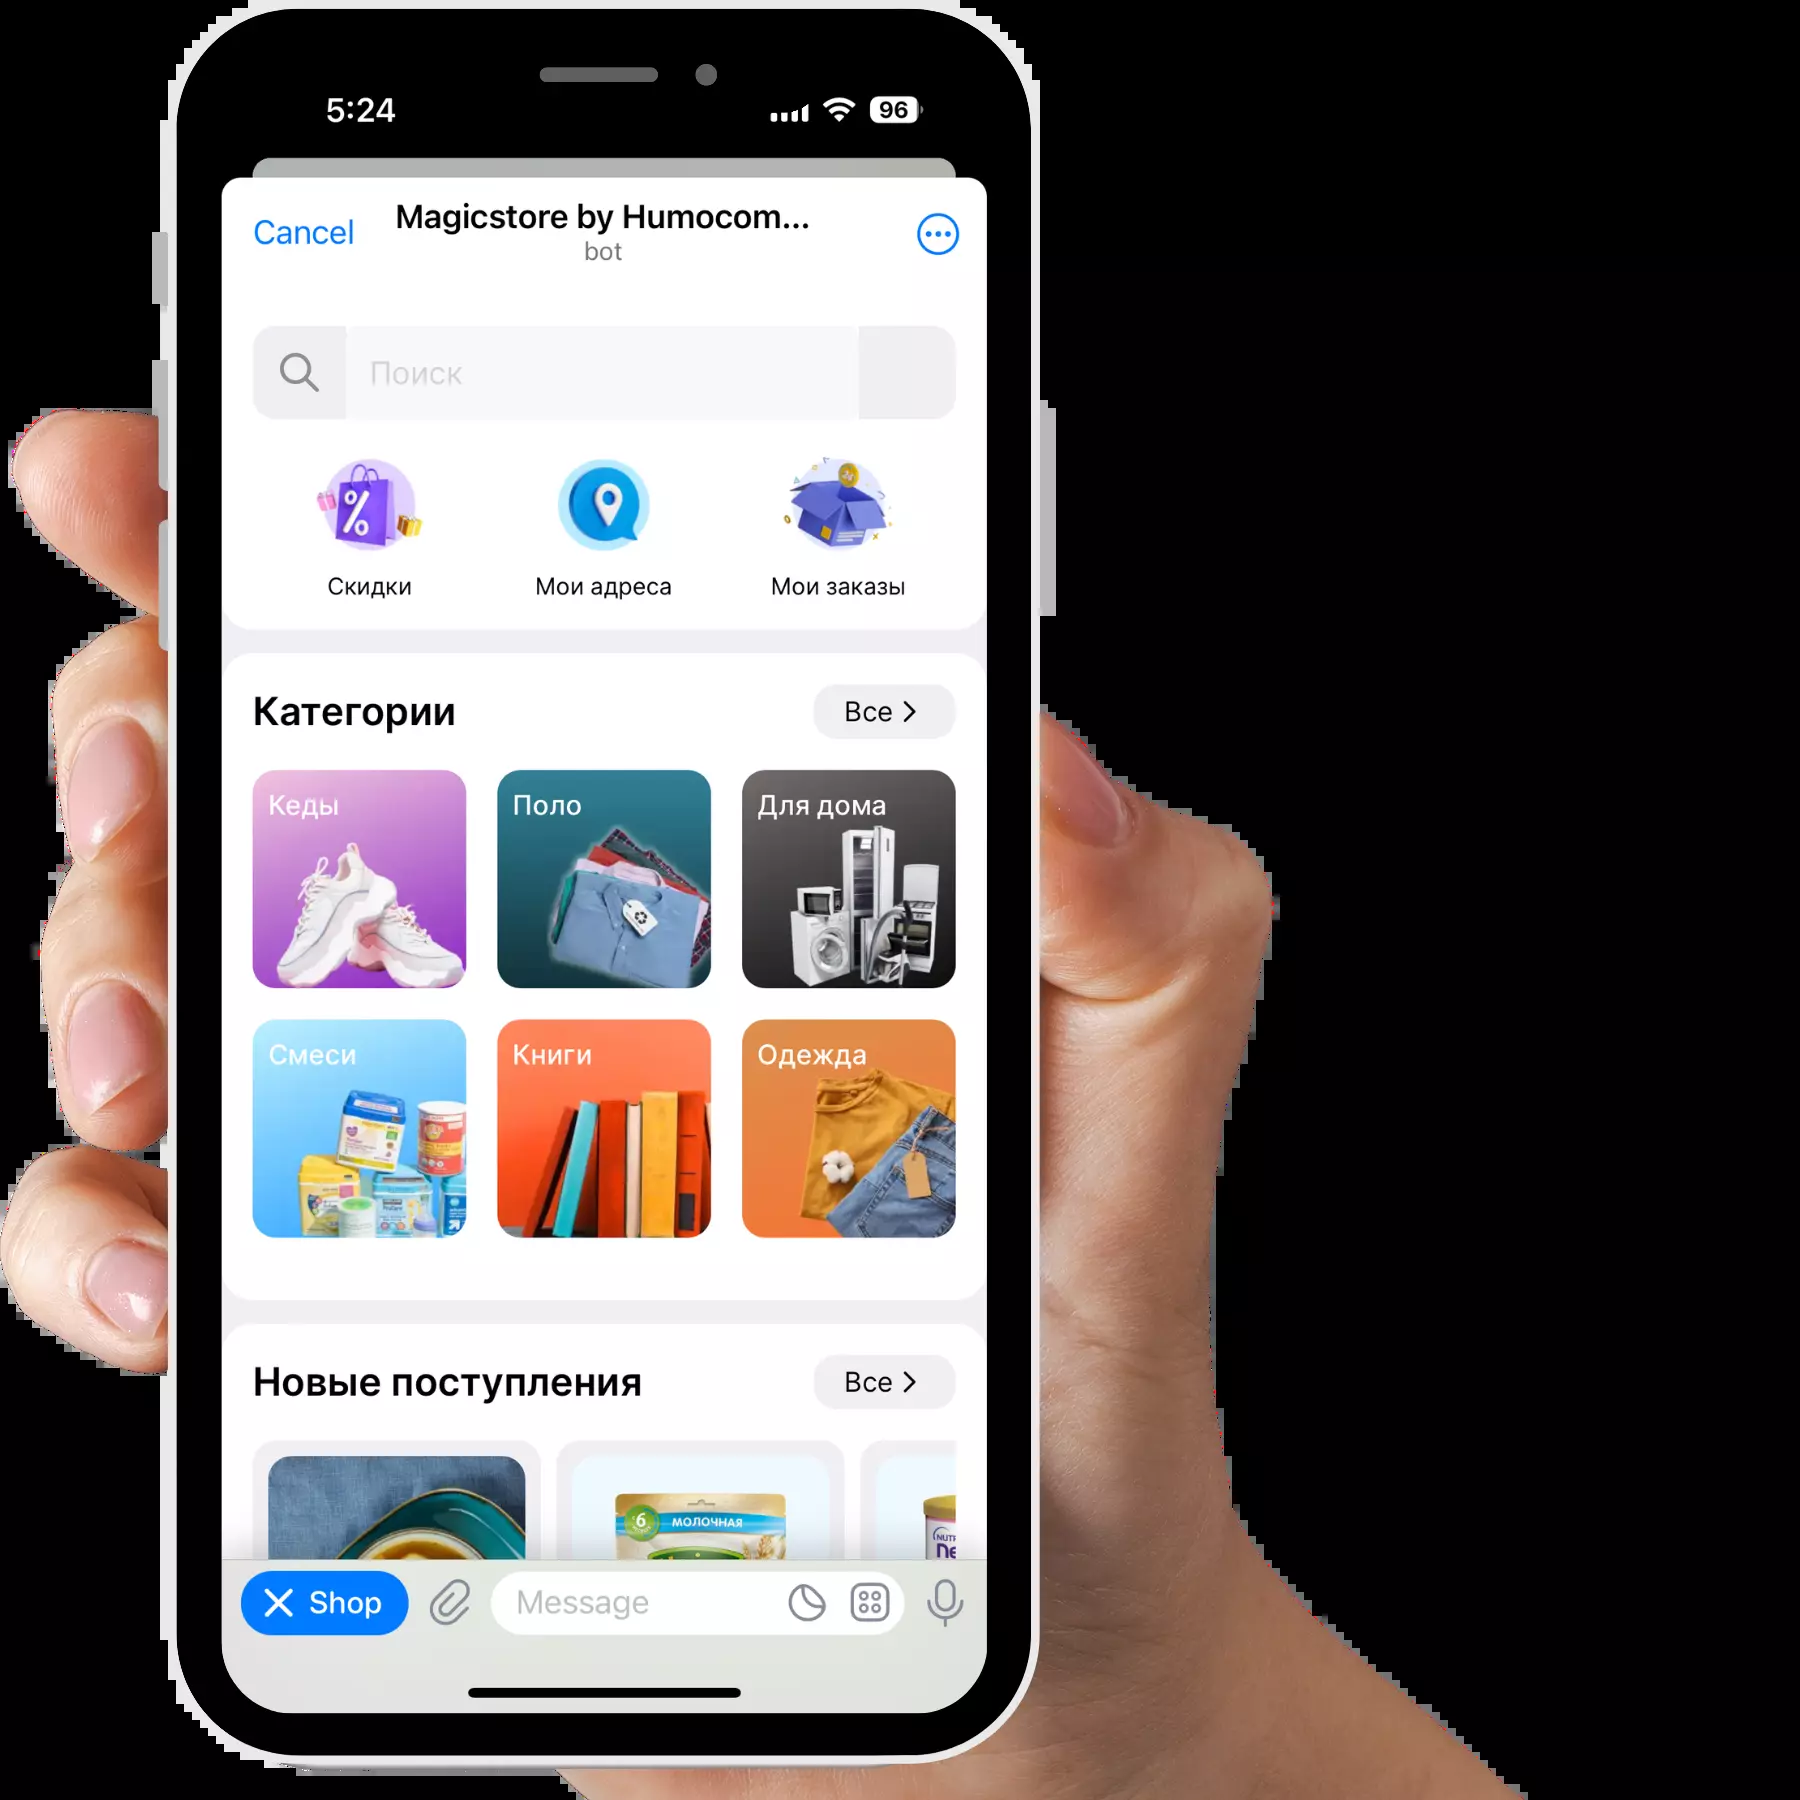 5:24
96
Cancel
Magicstore by Humocom...
bot
Поиск
Скидки
Мои адреса
Мои заказы
Категории
Все
Кеды
Поло
Для дома
Смеси
Книги
Одежда
Новые поступления
Все
6
МОЛОЧНАЯ
Shop
Message